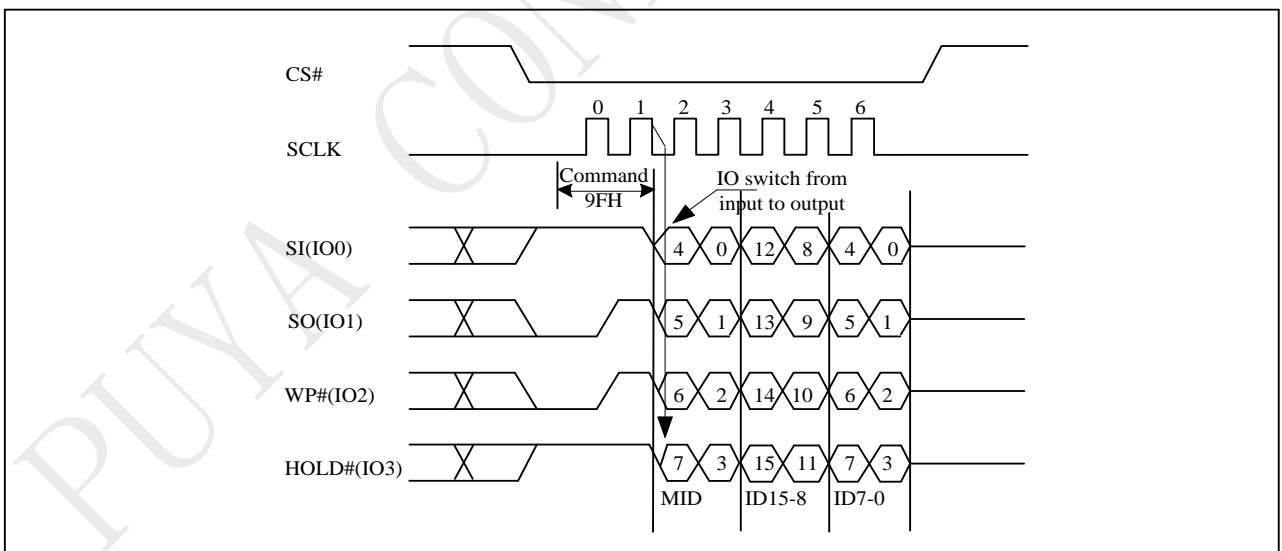 PUYA CON
CS#
0 1 2 3 4 5 6
SCLK
Command
9FH
IO switch from
input to output
SI(IO0)
4 0 12 8 4 0
SO(IO1)
5 1 13 9 5 1
WP#(IO2)
6 2 14 10 6 2
HOLD#(IO3)
7 3 15 11 7 3
MID ID15-8 ID7-0